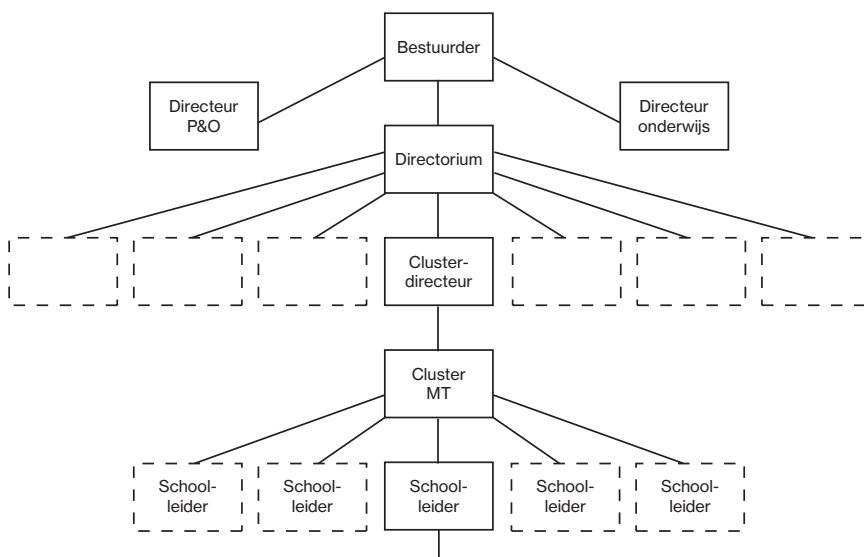 Bestuurder
Directeur
P&O
Directeur
onderwijs
Directorium
Cluster-
directeur
Cluster
MT
School-
leider
School-
leider
School-
leider
School-
leider
School-
leider